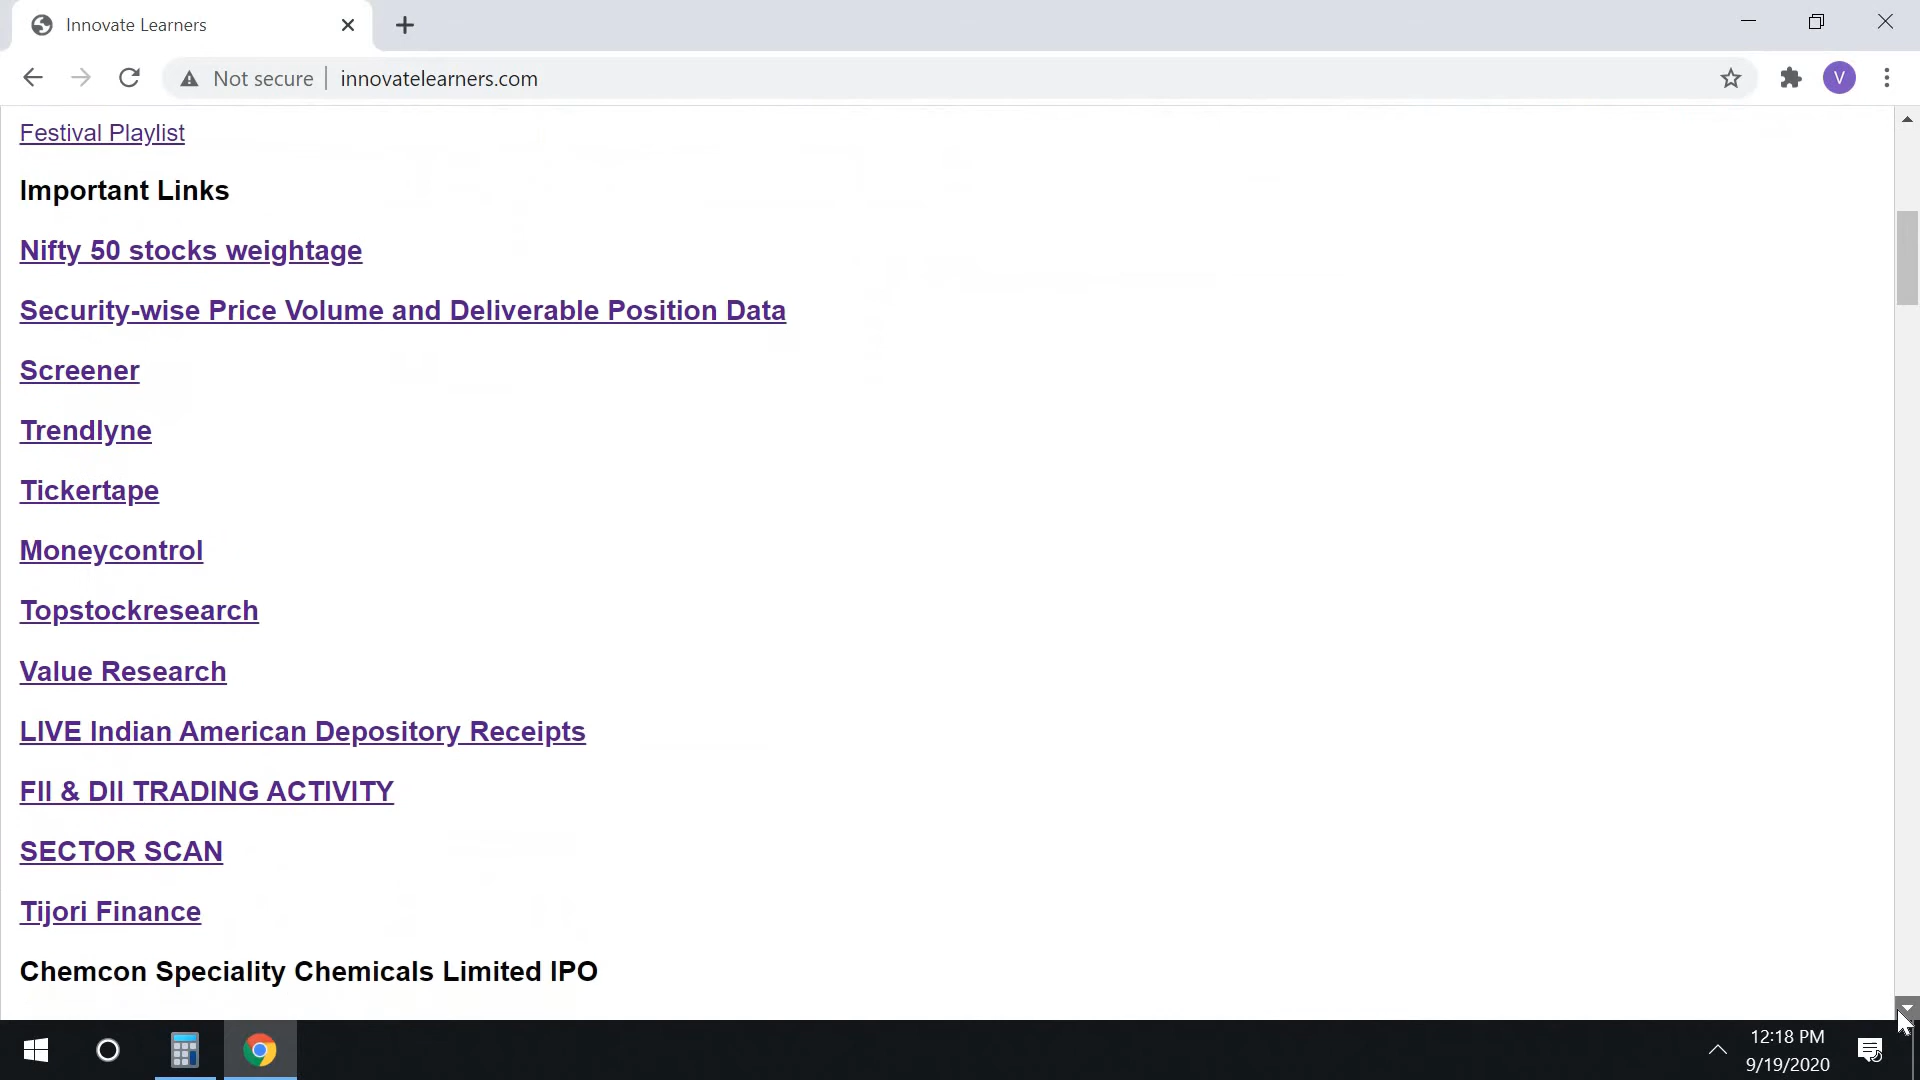 Innovate Learners
Not secure
innovatelearners.com
V
Festival Playlist
Important Links
Nifty 50 stocks weightage
Security-wise Price Volume and Deliverable Position Data
Screener
Trendlyne
Tickertape
Moneycontrol
Topstockresearch
Value Research
LIVE Indian American Depository Receipts
FII & DII TRADING ACTIVITY
SECTOR SCAN
Tijori Finance
Chemcon Speciality Chemicals Limited IPO
12:18 PM
9/19/2020